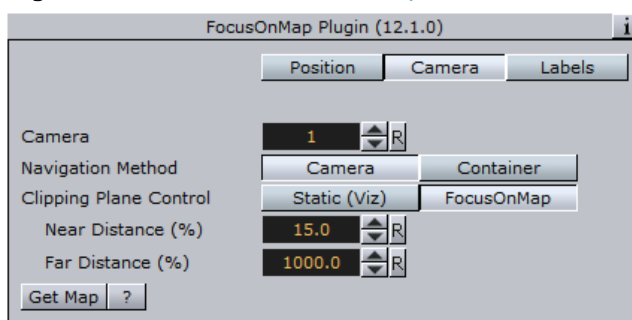 FocusOnMap Plugin (12.1.0) i
Position Camera Labels
Camera 1 R
Navigation Method Camera Container
Clipping Plane Control Static (Viz) FocusOnMap
Near Distance (%) 15.0 R
Far Distance (%) 1000.0 R
Get Map ?